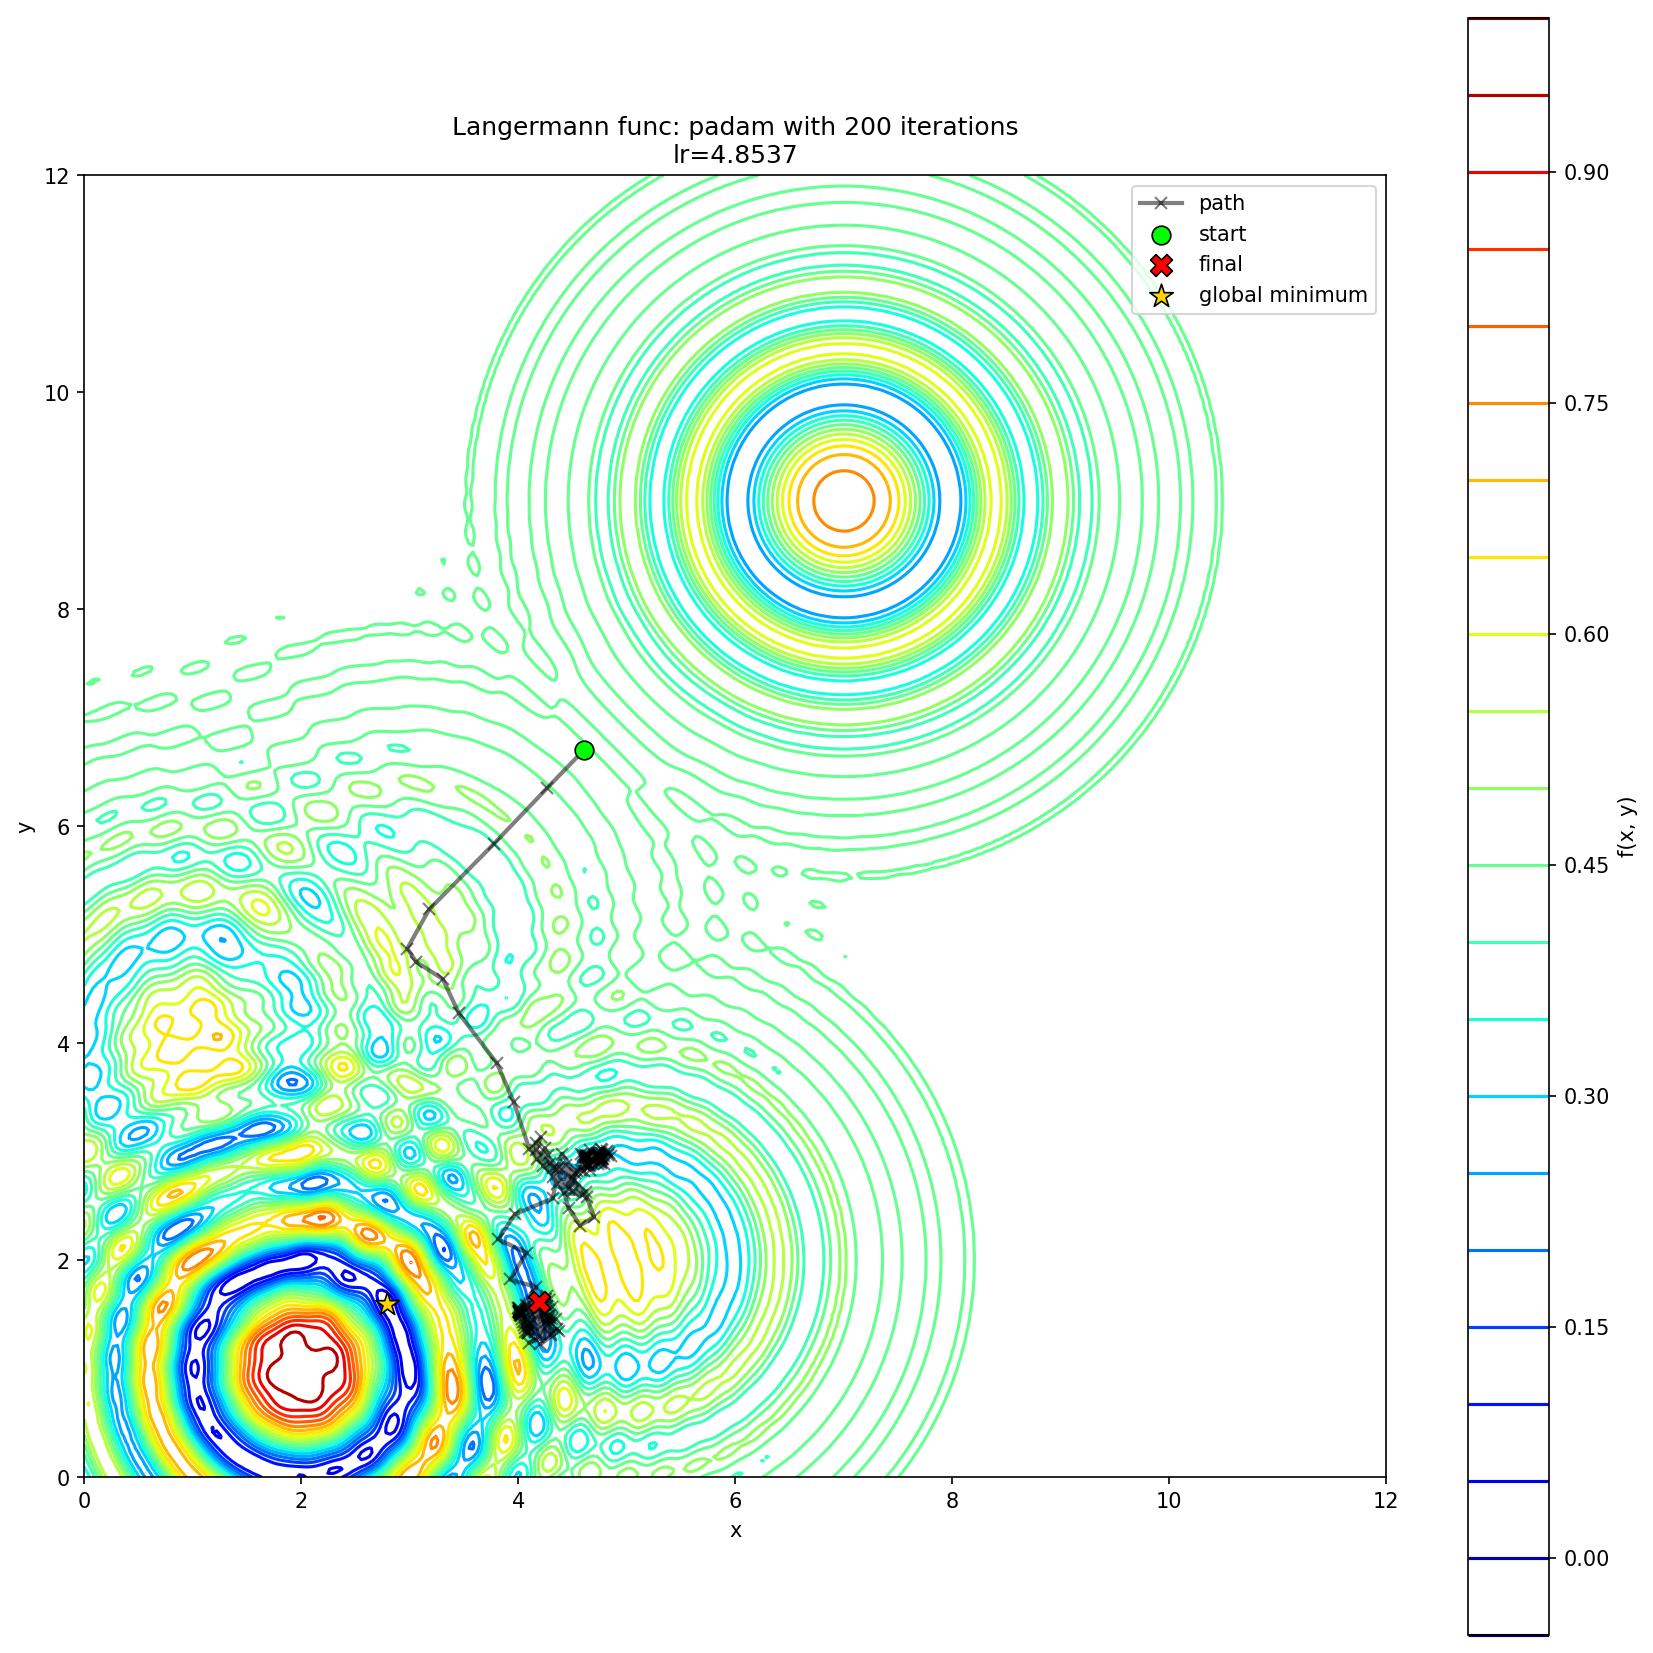 Langermann func: padam with 200 iterations
lr=4.8537
path
start
final
global minimum
12
10
8
6
4
2
0
y
0
2
4
6
8
10
12
x
0.90
0.75
0.60
0.45
0.30
0.15
0.00
f(x, y)